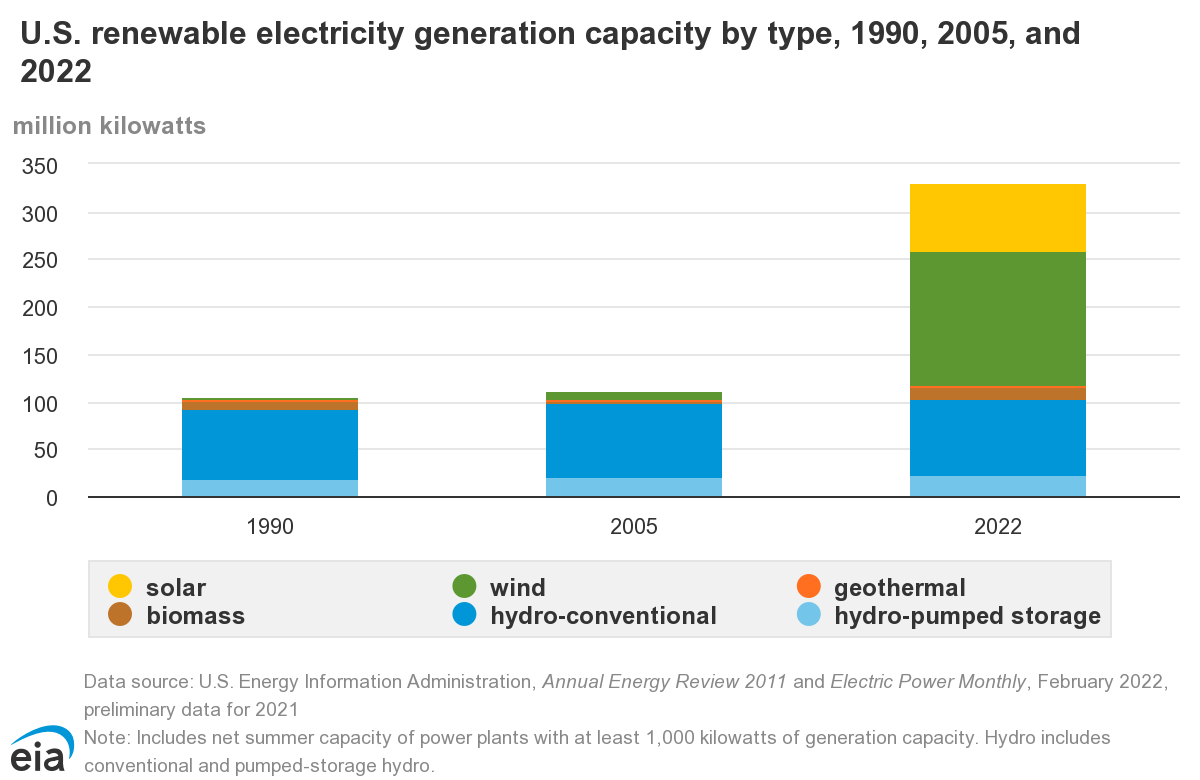 U.S. renewable electricity generation capacity by type, 1990, 2005, and
2022
million kilowatts
350
300
250
200
150
100
50
0
1990
2005
2022
solar
wind
geothermal
biomass
hydro-conventional
hydro-pumped storage
Data source: U.S. Energy Information Administration, Annual Energy Review 2011 and Electric Power Monthly, February 2022,
preliminary data for 2021
Note: Includes net summer capacity of power plants with at least 1,000 kilowatts of generation capacity. Hydro includes
conventional and pumped-storage hydro.
eia